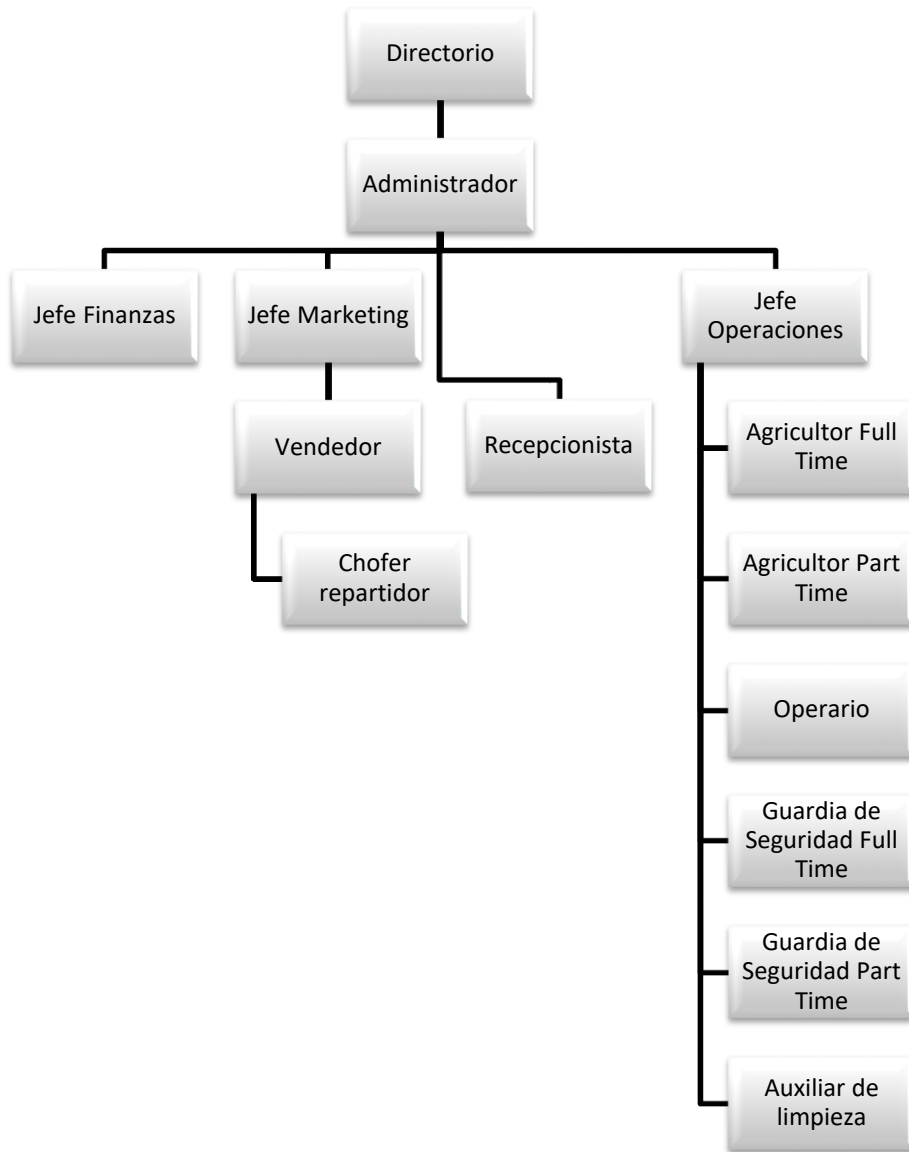 Directorio
Administrador
Jefe Finanzas
Jefe Marketing
Jefe
Operaciones
Vendedor
Recepcionista
Agricultor Full
Time
Chofer
repartidor
Agricultor Part
Time
Operario
Guardia de
Seguridad Full
Time
Guardia de
Seguridad Part
Time
Auxiliar de
limpieza